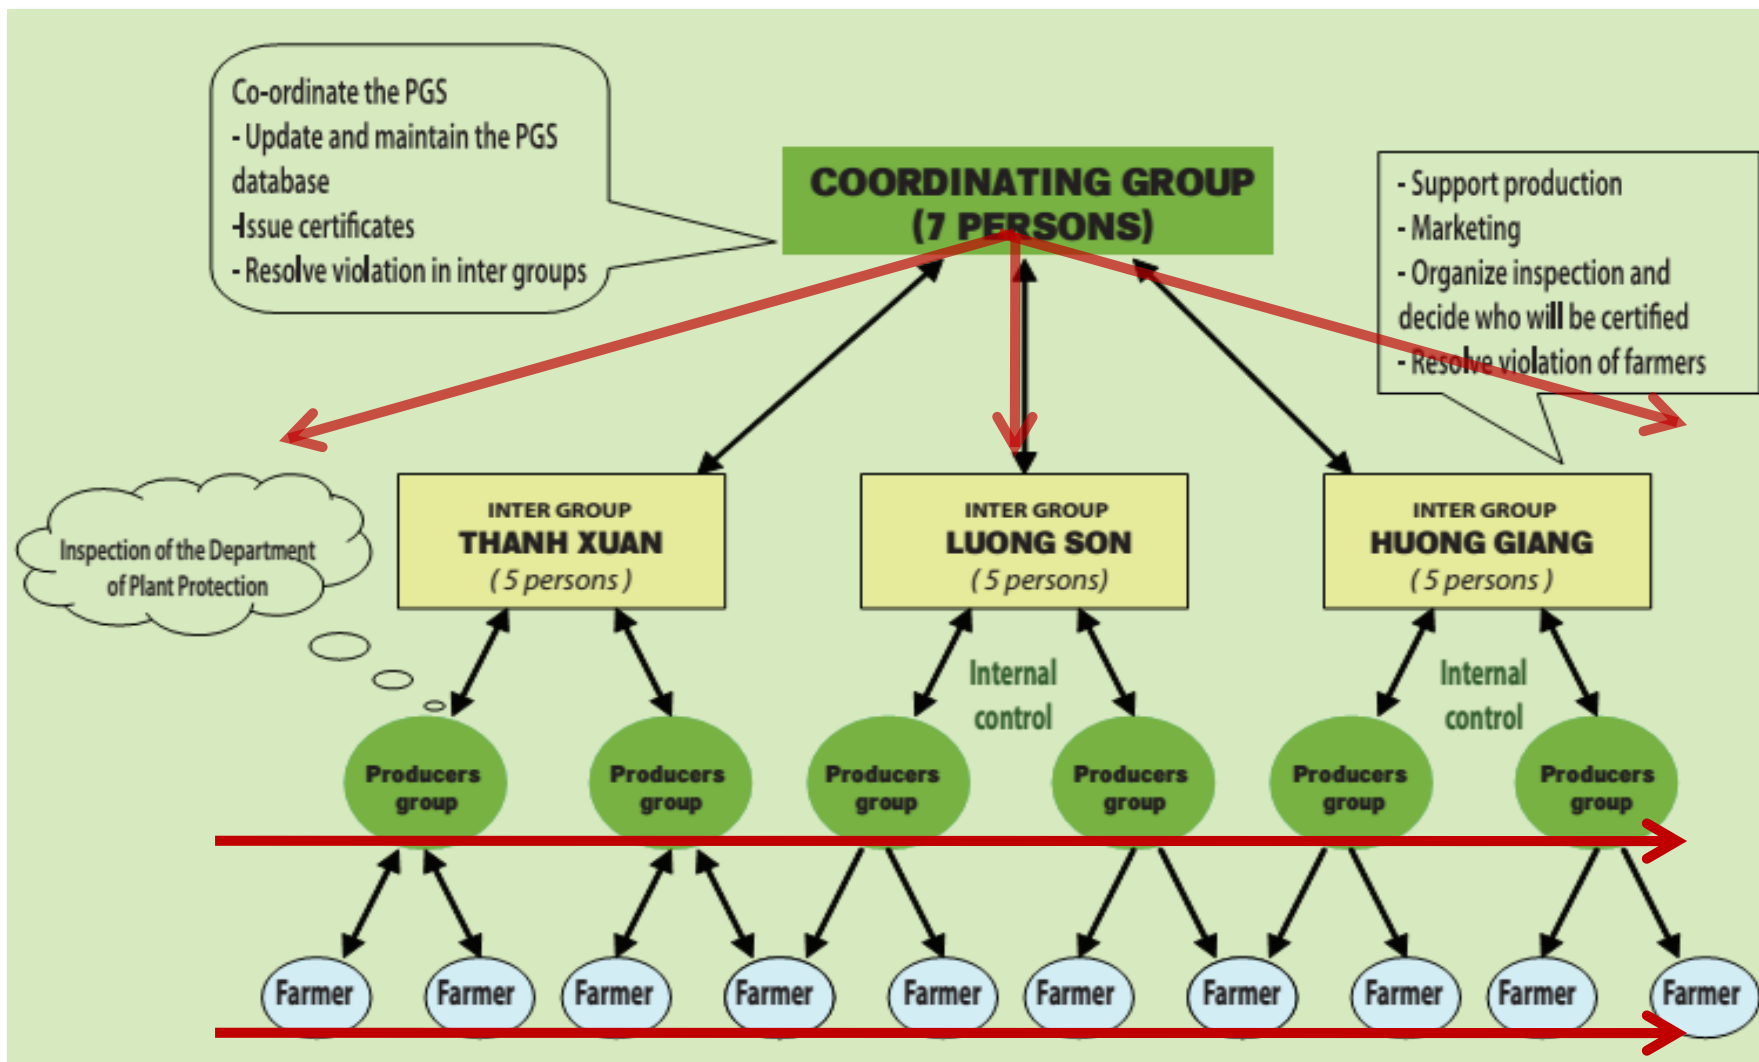 Co-ordinate the PGS
- Update and maintain the PGS
database
-Issue certificates
- Resolve violation in inter groups
COORDINATING GROUP
(7 PERSONS)
- Support production
- Marketing
- Organize inspection and
decide who will be certified
- Resolve violation of farmers
Inspection of the Department
of Plant Protection
INTER GROUP
THANH XUAN
( 5 persons )
INTER GROUP
LUONG SON
( 5 persons)
INTER GROUP
HUONG GIANG
( 5 persons )
Internal
control
Internal
control
Producers
group
Producers
group
Producers
group
Producers
group
Producers
group
Producers
group
Farmer
Farmer
Farmer
Farmer
Farmer
Farmer
Farmer
Farmer
Farmer
Farmer